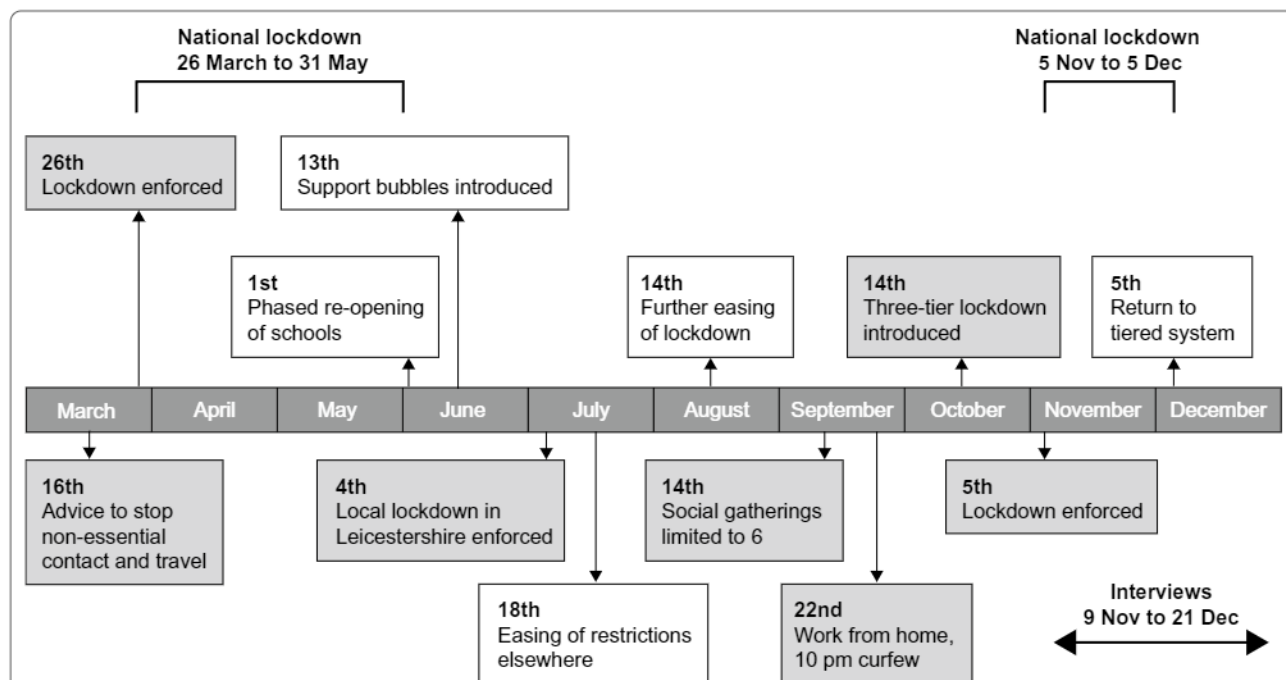 National lockdown
26 March to 31 May
National lockdown
5 Nov to 5 Dec
26th
Lockdown enforced
13th
Support bubbles introduced
1st
Phased re-opening
of schools
14th
Further easing
of lockdown
14th
Three-tier lockdown
introduced
5th
Return to
tiered system
March
April
May
June
July
August
September
October
November
December
16th
Advice to stop
non-essential
contact and travel
4th
Local lockdown in
Leicestershire enforced
14th
Social gatherings
limited to 6
5th
Lockdown enforced
18th
Easing of restrictions
elsewhere
22nd
Work from home,
10 pm curfew
Interviews
9 Nov to 21 Dec